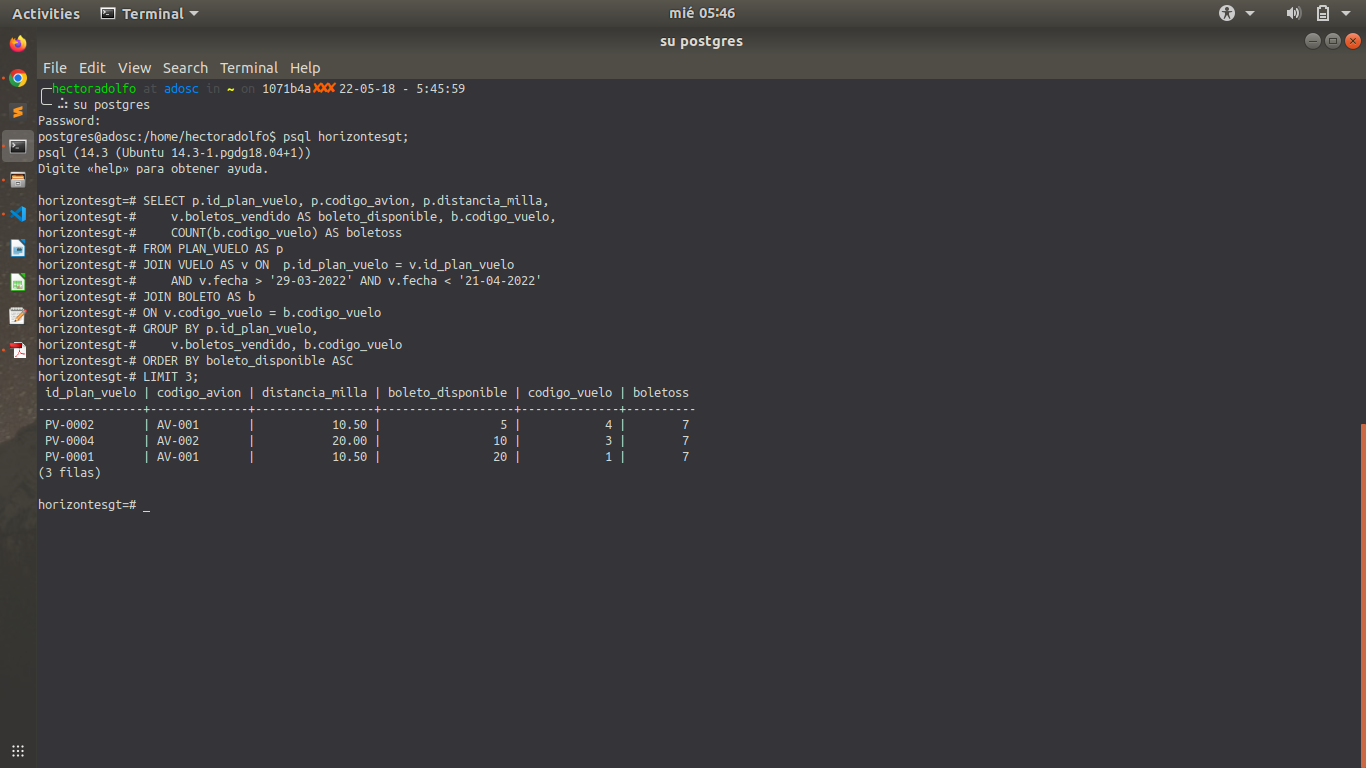 Activities Terminal mié 05:46
su postgres
File Edit View Search Terminal Help
hectoradolfo at adosc in ~ on 1071b4a 22-05-18 - 5:45:59
su postgres
Password:
postgres@adosc:/home/hectoradolfo$ psql horizontesgt;
psql (14.3 (Ubuntu 14.3-1.pgdg18.04+1))
Digite «help» para obtener ayuda.
horizontesgt=# SELECT p.id_plan_vuelo, p.codigo_avion, p.distancia_milla,
horizontesgt-#     v.boletos_vendido AS boleto_disponible, b.codigo_vuelo,
horizontesgt-#     COUNT(b.codigo_vuelo) AS boletoss
horizontesgt-# FROM PLAN_VUELO AS p
horizontesgt-# JOIN VUELO AS v ON  p.id_plan_vuelo = v.id_plan_vuelo
horizontesgt-#     AND v.fecha > '29-03-2022' AND v.fecha < '21-04-2022'
horizontesgt-# JOIN BOLETO AS b
horizontesgt-# ON v.codigo_vuelo = b.codigo_vuelo
horizontesgt-# GROUP BY p.id_plan_vuelo,
horizontesgt-#     v.boletos_vendido, b.codigo_vuelo
horizontesgt-# ORDER BY boleto_disponible ASC
horizontesgt-# LIMIT 3;
 id_plan_vuelo | codigo_avion | distancia_milla | boleto_disponible | codigo_vuelo | boletoss
---------------+--------------+-----------------+-------------------+--------------+----------
 PV-0002       | AV-001       |           10.50 |                 5 |            4 |        7
 PV-0004       | AV-002       |           20.00 |                10 |            3 |        7
 PV-0001       | AV-001       |           10.50 |                20 |            1 |        7
(3 filas)
horizontesgt=# _